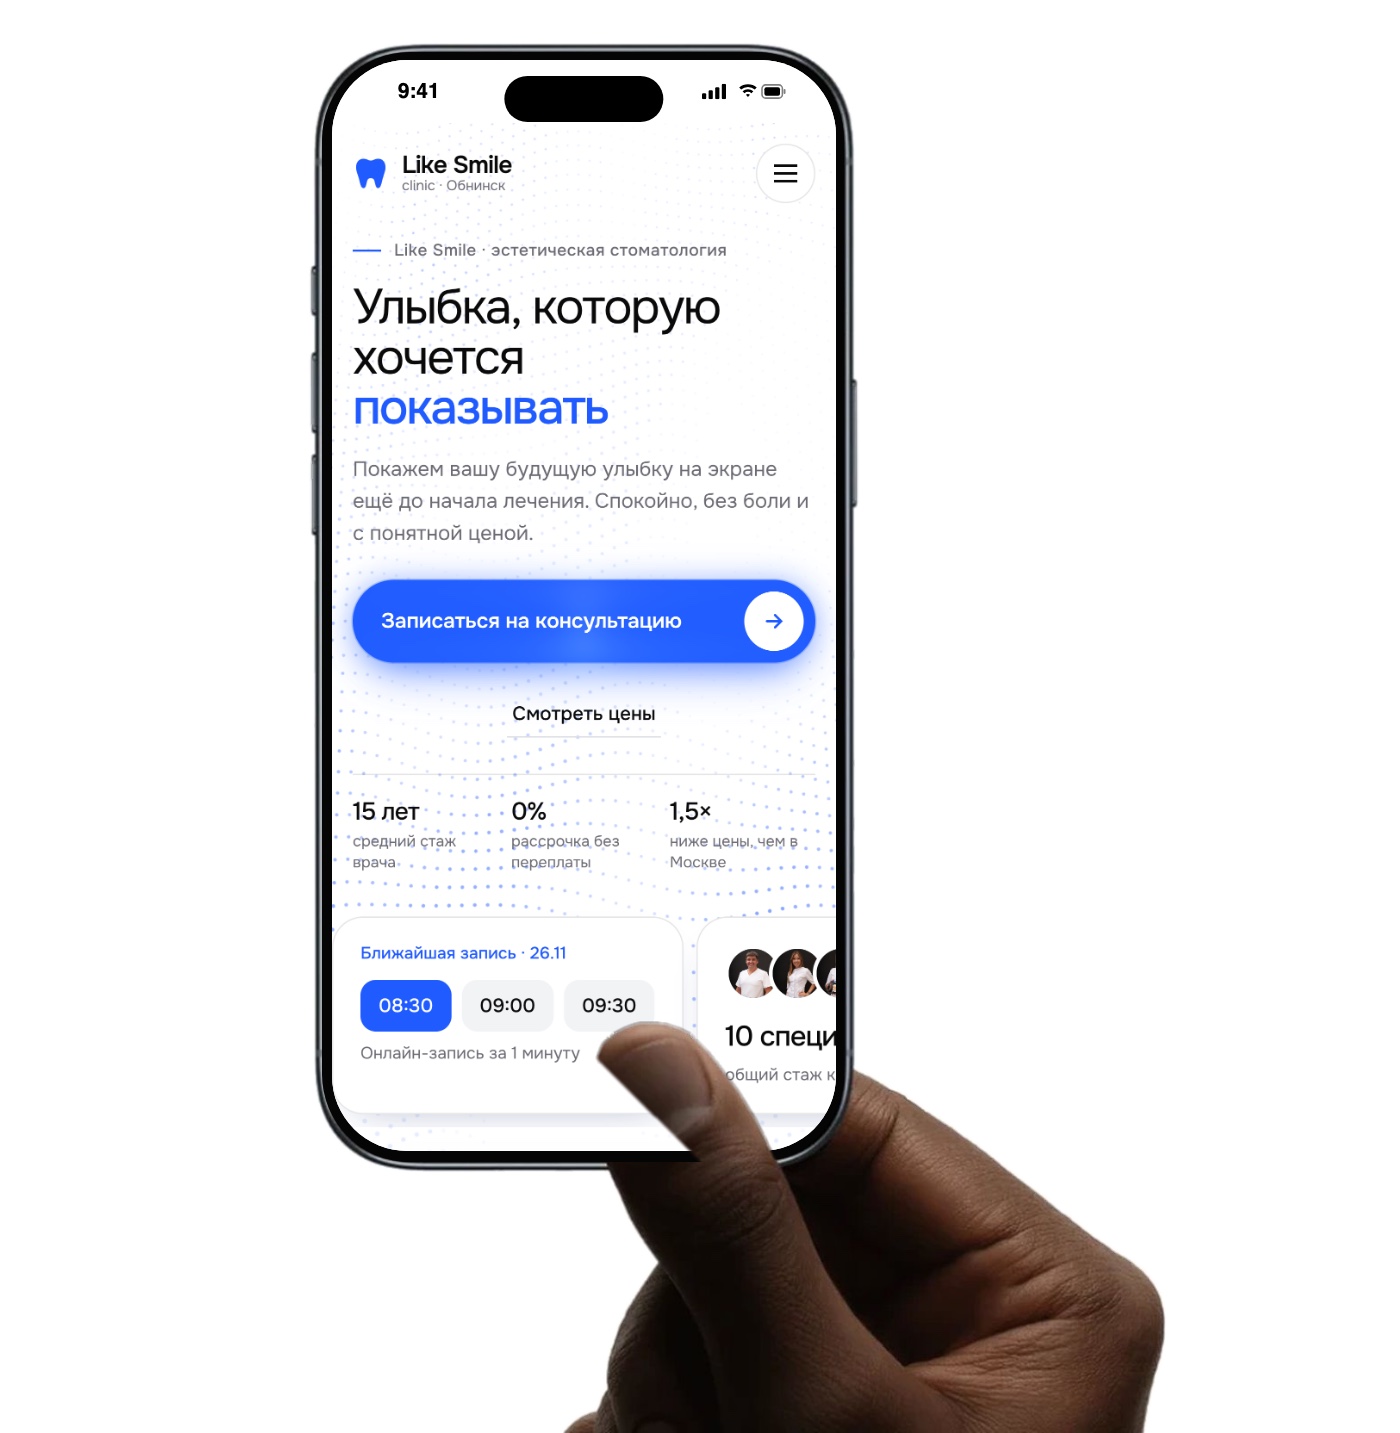 9:41
Like Smile
clinic · Обнинск
Like Smile · эстетическая стоматология
Улыбка, которую
хочется
показывать
Покажем вашу будущую улыбку на экране
ещё до начала лечения. Спокойно, без боли и
с понятной ценой.
Записаться на консультацию
Смотреть цены
15 лет
средний стаж
врача
0%
рассрочка без
переплаты
1,5×
ниже цены, чем в
Москве
Ближайшая запись · 26.11
08:30 09:00 09:30
Онлайн-запись за 1 минуту
10 специ
общий стаж к